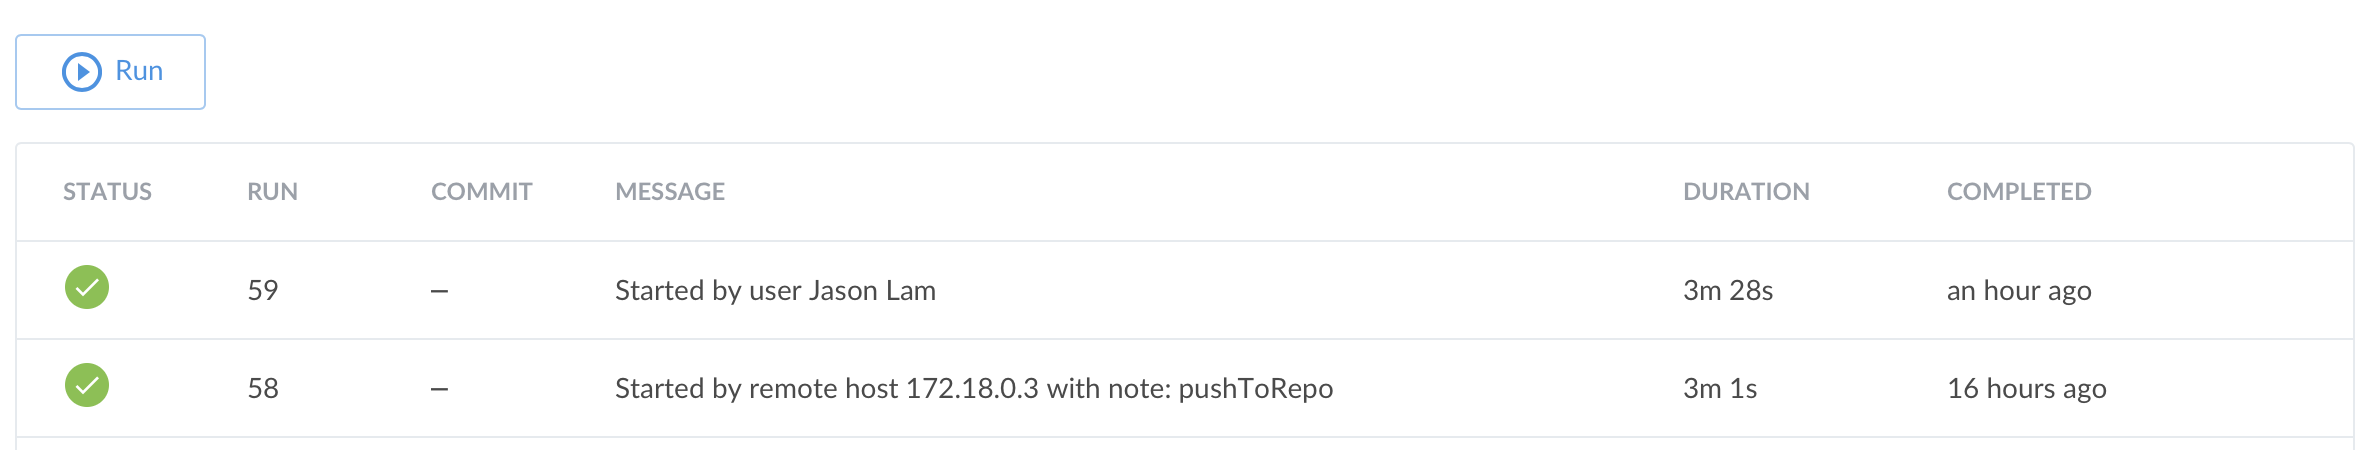 Run
STATUS RUN COMMIT MESSAGE DURATION COMPLETED
59 – Started by user Jason Lam 3m 28s an hour ago
58 – Started by remote host 172.18.0.3 with note: pushToRepo 3m 1s 16 hours ago